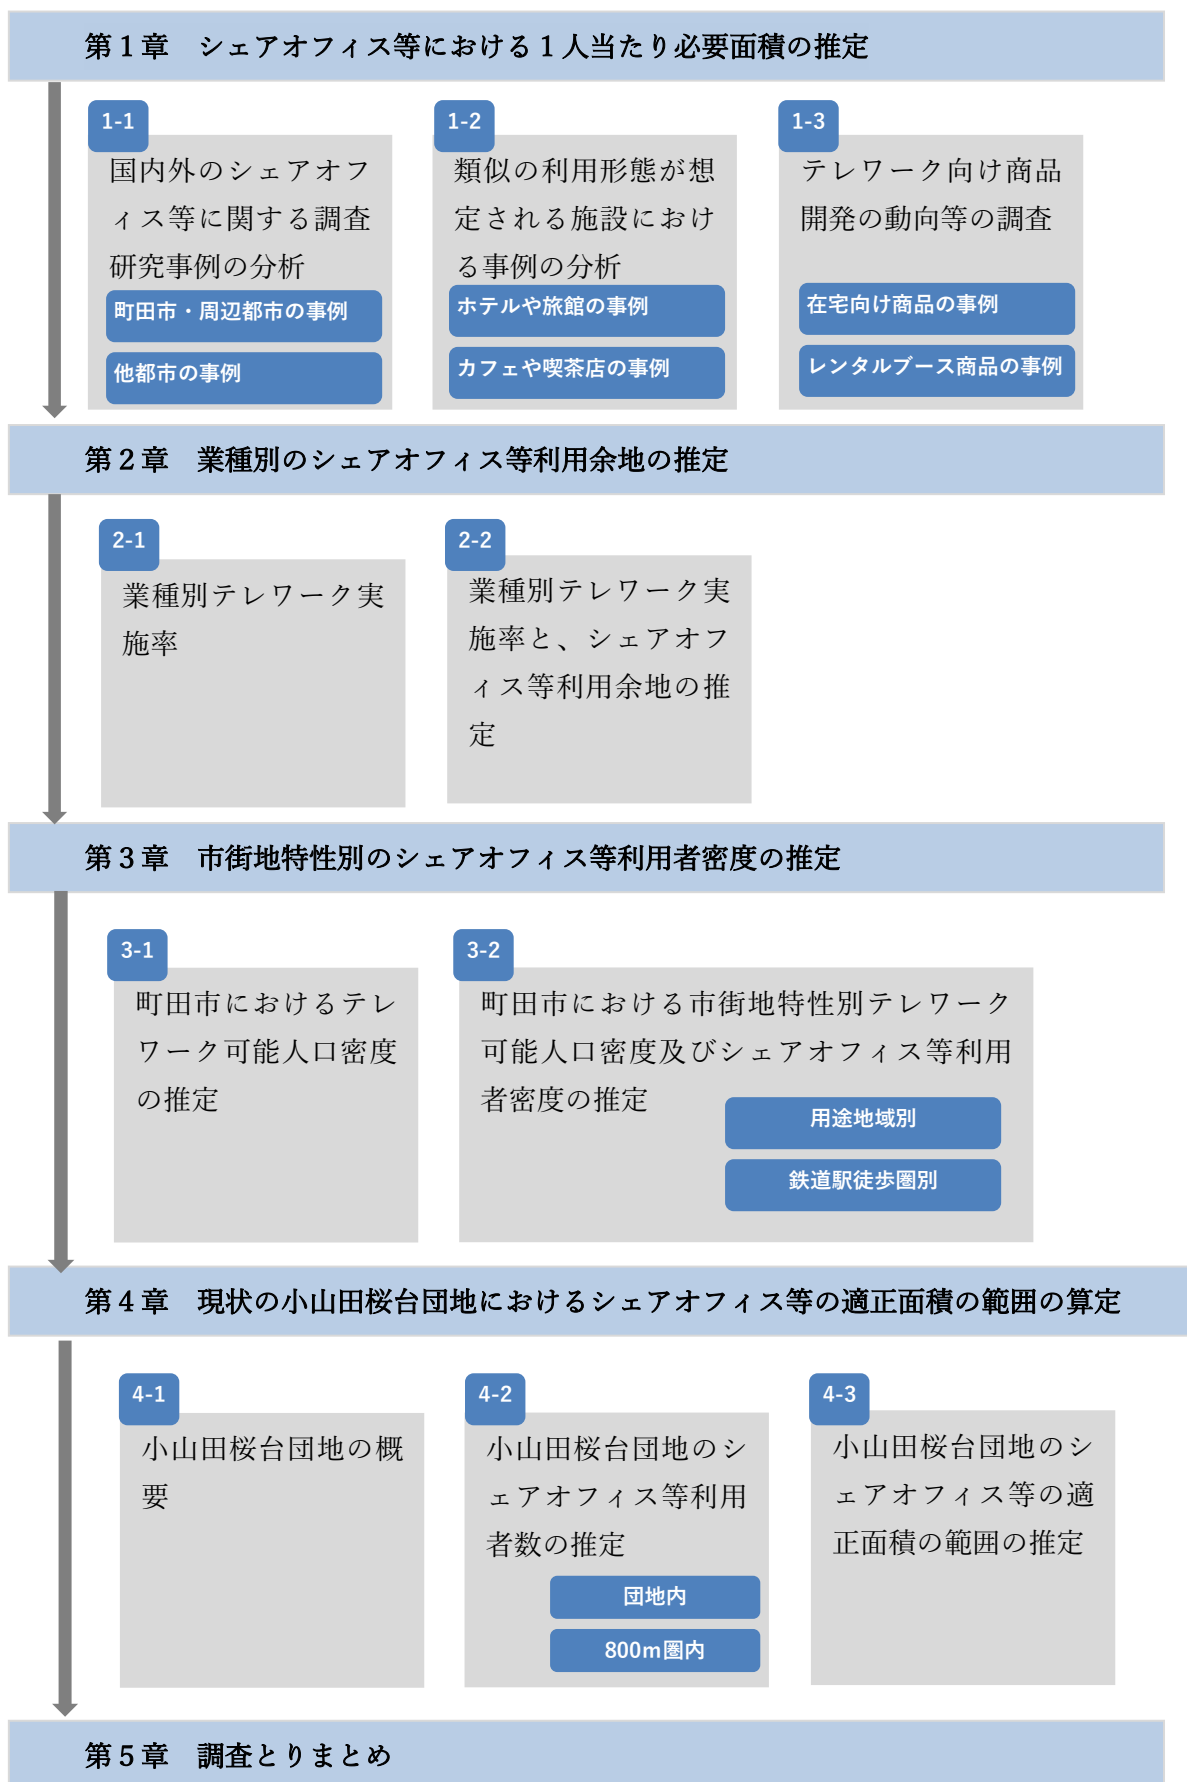 第１章　シェアオフィス等における１人当たり必要面積の推定
1-1
国内外のシェアオフ
ィス等に関する調査
研究事例の分析
町田市・周辺都市の事例
他都市の事例
1-2
類似の利用形態が想
定される施設におけ
る事例の分析
ホテルや旅館の事例
カフェや喫茶店の事例
1-3
テレワーク向け商品
開発の動向等の調査
在宅向け商品の事例
レンタルブース商品の事例
第２章　業種別のシェアオフィス等利用余地の推定
2-1
業種別テレワーク実
施率
2-2
業種別テレワーク実
施率と、シェアオフ
ィス等利用余地の推
定
第３章　市街地特性別のシェアオフィス等利用者密度の推定
3-1
町田市におけるテレ
ワーク可能人口密度
の推定
3-2
町田市における市街地特性別テレワーク
可能人口密度及びシェアオフィス等利用
者密度の推定
用途地域別
鉄道駅徒歩圏別
第４章　現状の小山田桜台団地におけるシェアオフィス等の適正面積の範囲の算定
4-1
小山田桜台団地の概
要
4-2
小山田桜台団地のシ
ェアオフィス等利用
者数の推定
団地内
800m圏内
4-3
小山田桜台団地のシ
ェアオフィス等の適
正面積の範囲の推定
第５章　調査とりまとめ